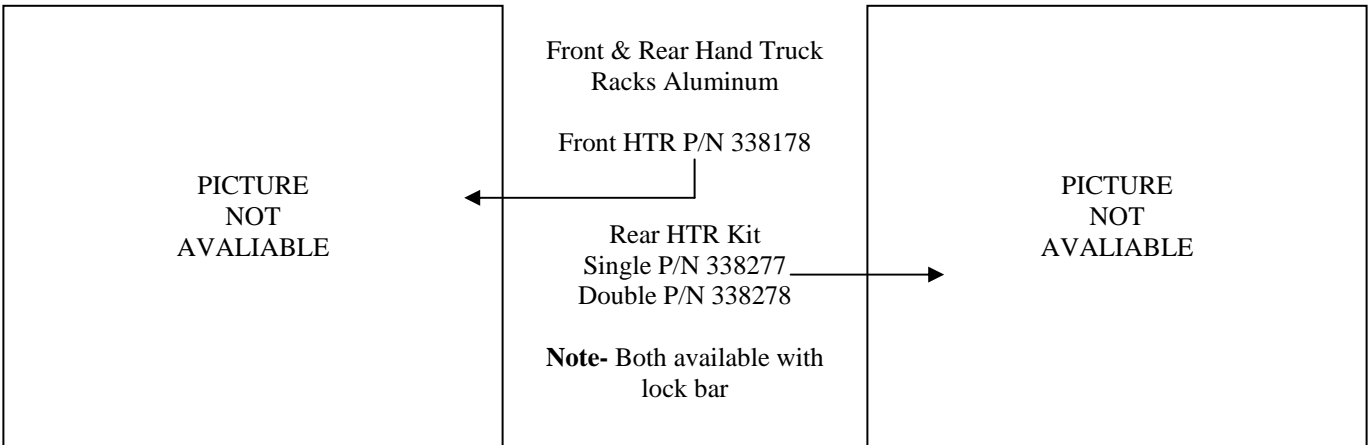 PICTURE
NOT
AVALIABLE
Front & Rear Hand Truck
Racks Aluminum
Front HTR P/N 338178
Rear HTR Kit
Single P/N 338277
Double P/N 338278
Note- Both available with
lock bar
PICTURE
NOT
AVALIABLE